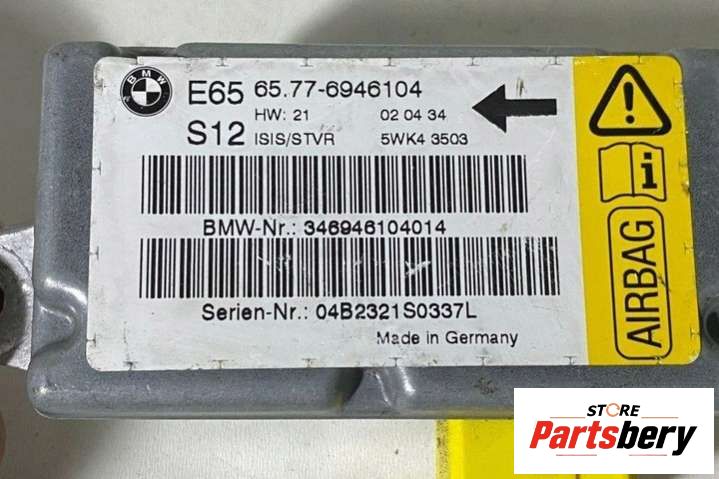 BMW
E65 65.77-6946104
HW: 21 02 04 34
S12 ISIS/STVR 5WK4 3503
BMW-Nr.: 346946104014
Serien-Nr.: 04B2321S0337L
Made in Germany
AIRBAG
STORE
Partsbery